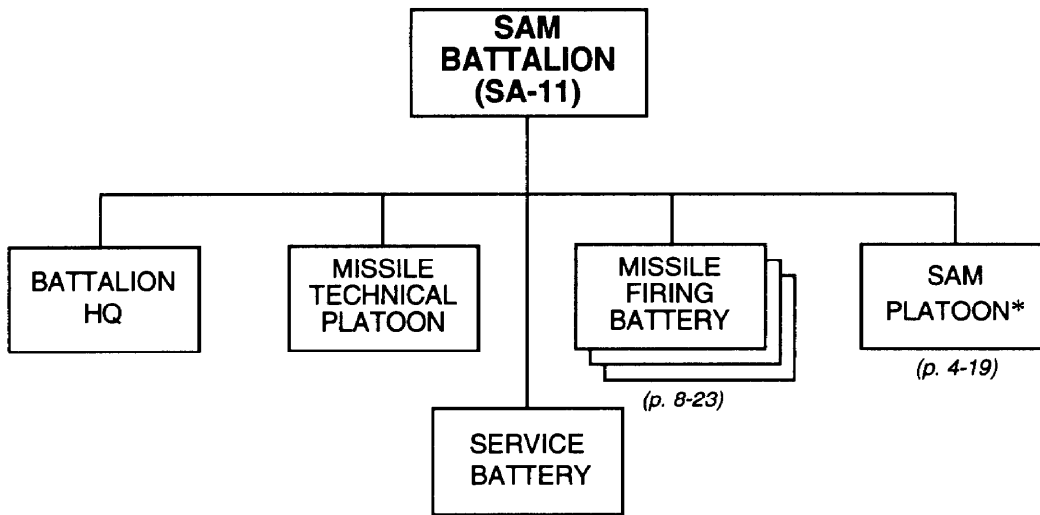 SAM
BATTALION
(SA-11)
BATTALION
HQ
MISSILE
TECHNICAL
PLATOON
MISSILE
FIRING
BATTERY
(p. 8-23)
SAM
PLATOON*
(p. 4-19)
SERVICE
BATTERY